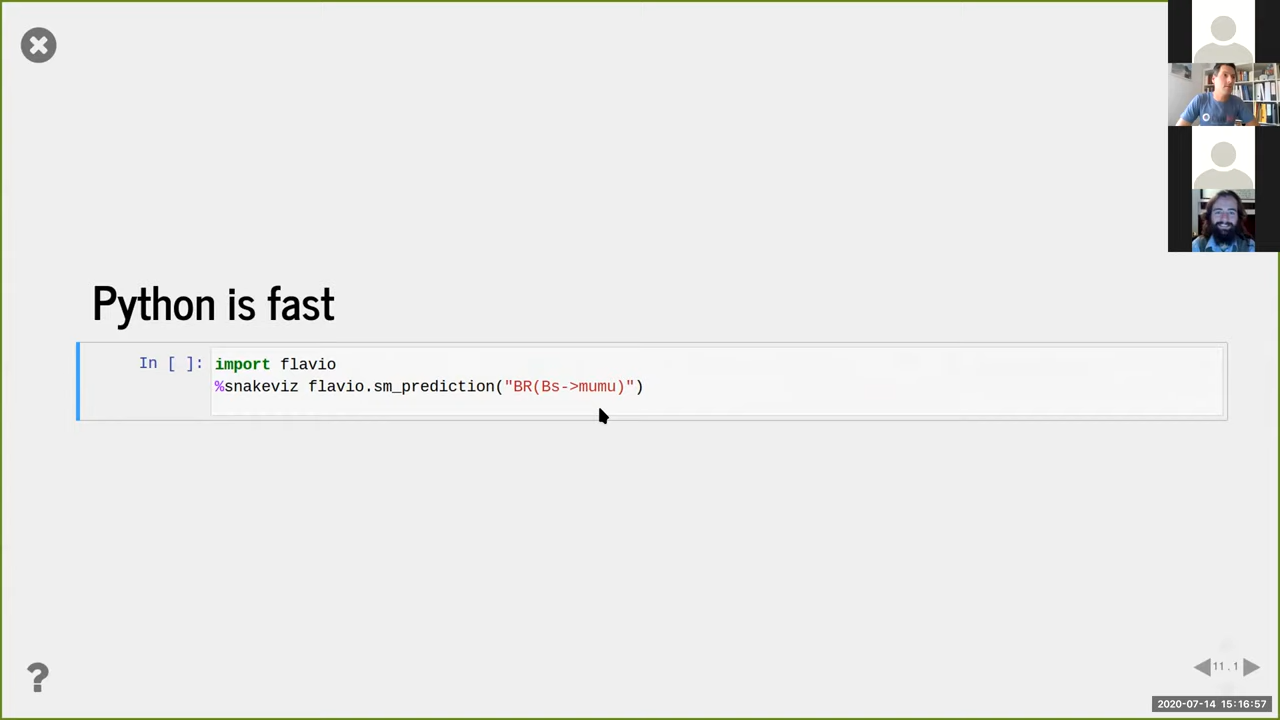 Python is fast
In [ ]: import flavio
%snakeviz flavio.sm_prediction("BR(Bs->mumu)")
?
11.1
2020-07-14 15:16:57